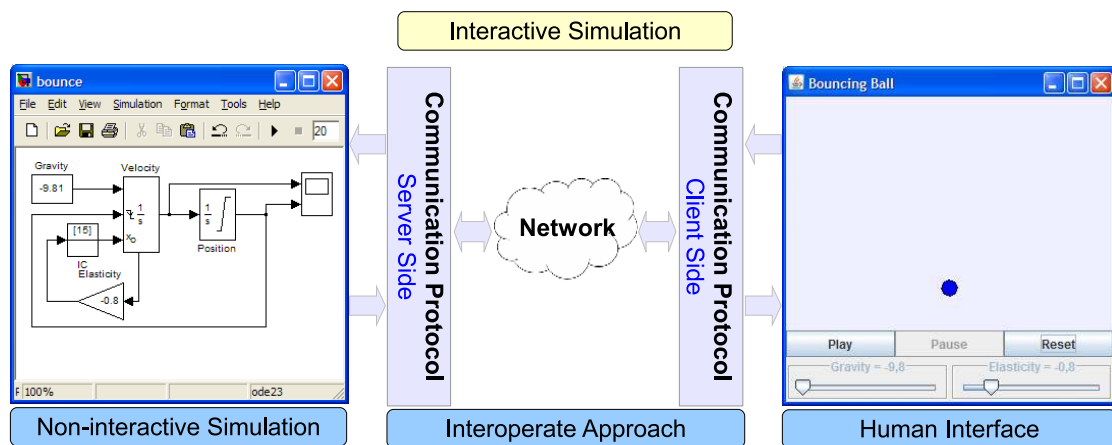 Interactive Simulation
bounce
File Edit View Simulation Format Tools Help
20
Gravity
-9.81
Velocity
1
s
xo
[15]
IC
Elasticity
-0.8
1
s
Position
F 100%
ode23
Non-interactive Simulation
Communication Protocol
Server Side
Network
Communication Protocol
Client Side
Interoperate Approach
Bouncing Ball
Play
Pause
Reset
Gravity = -9,8
Elasticity = -0,8
Human Interface